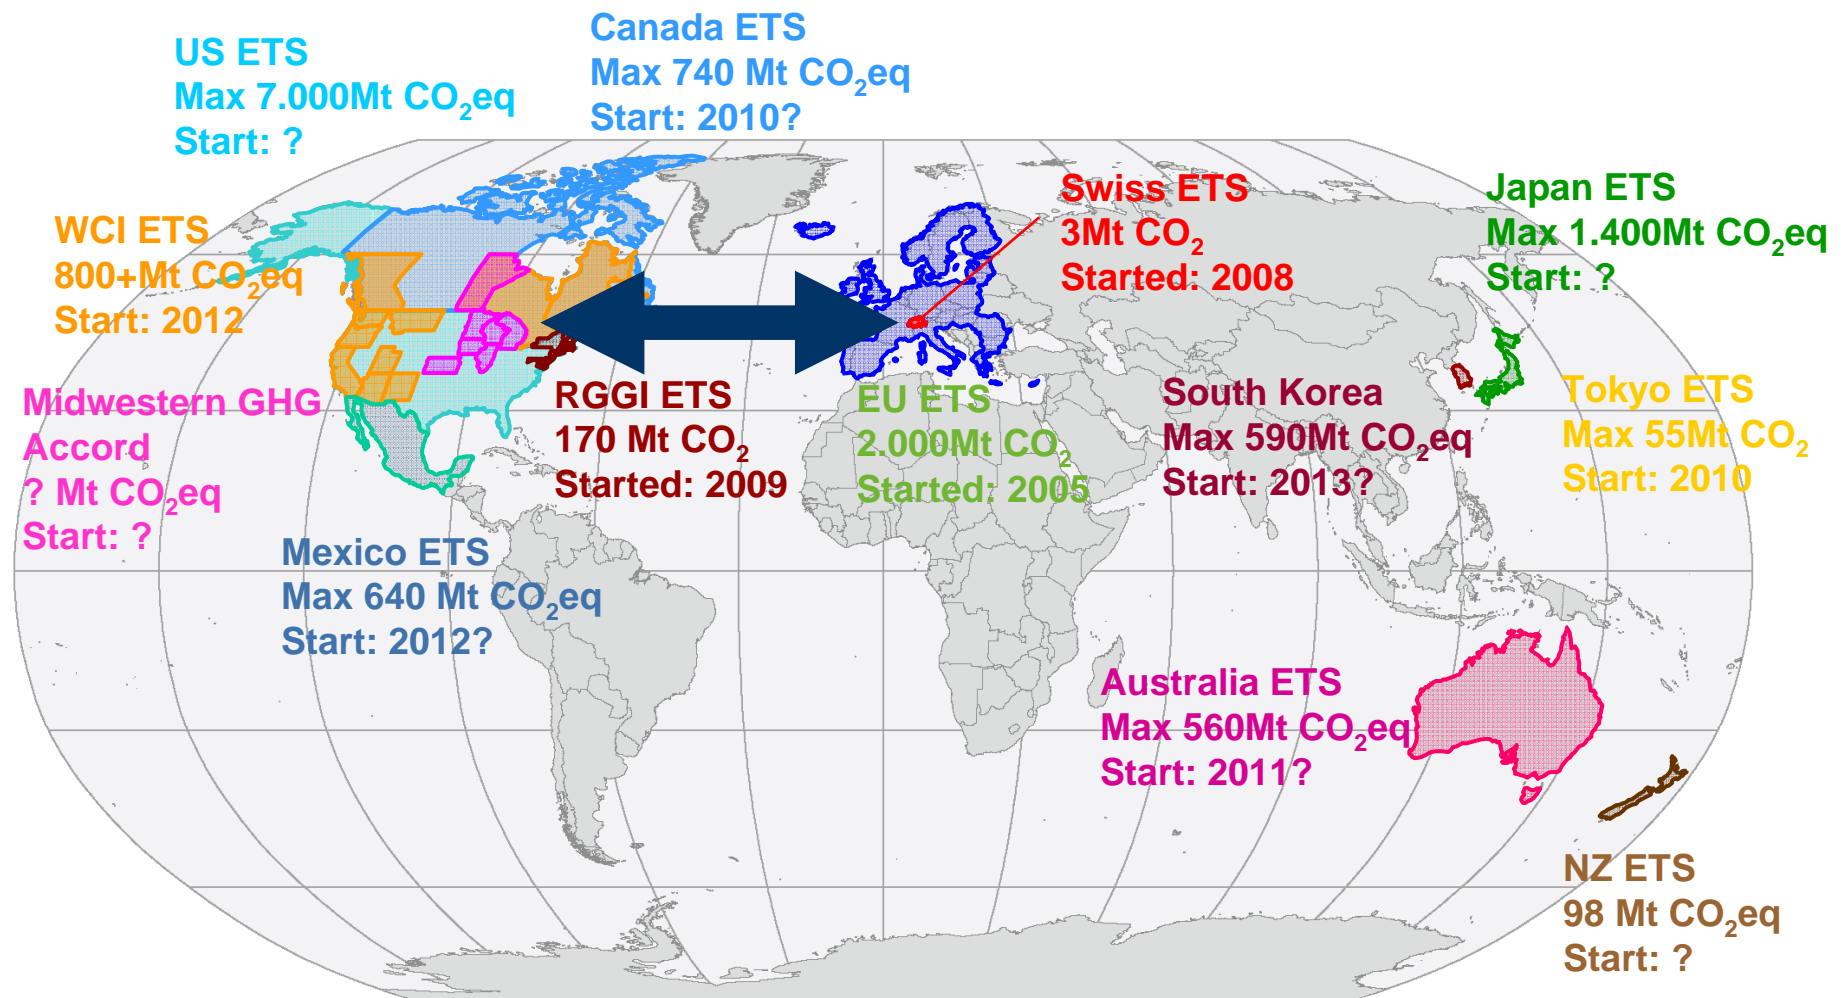 US ETS
Max 7.000Mt CO₂eq
Start: ?
Canada ETS
Max 740 Mt CO₂eq
Start: 2010?
WCI ETS
800+Mt CO₂eq
Start: 2012
Swiss ETS
3Mt CO₂
Started: 2008
Japan ETS
Max 1.400Mt CO₂eq
Start: ?
Midwestern GHG
Accord
? Mt CO₂eq
Start: ?
RGGI ETS
170 Mt CO₂
Started: 2009
EU ETS
2.000Mt CO₂
Started: 2005
South Korea
Max 590Mt CO₂eq
Start: 2013?
Tokyo ETS
Max 55Mt CO₂
Start: 2010
Mexico ETS
Max 640 Mt CO₂eq
Start: 2012?
Australia ETS
Max 560Mt CO₂eq
Start: 2011?
NZ ETS
98 Mt CO₂eq
Start: ?